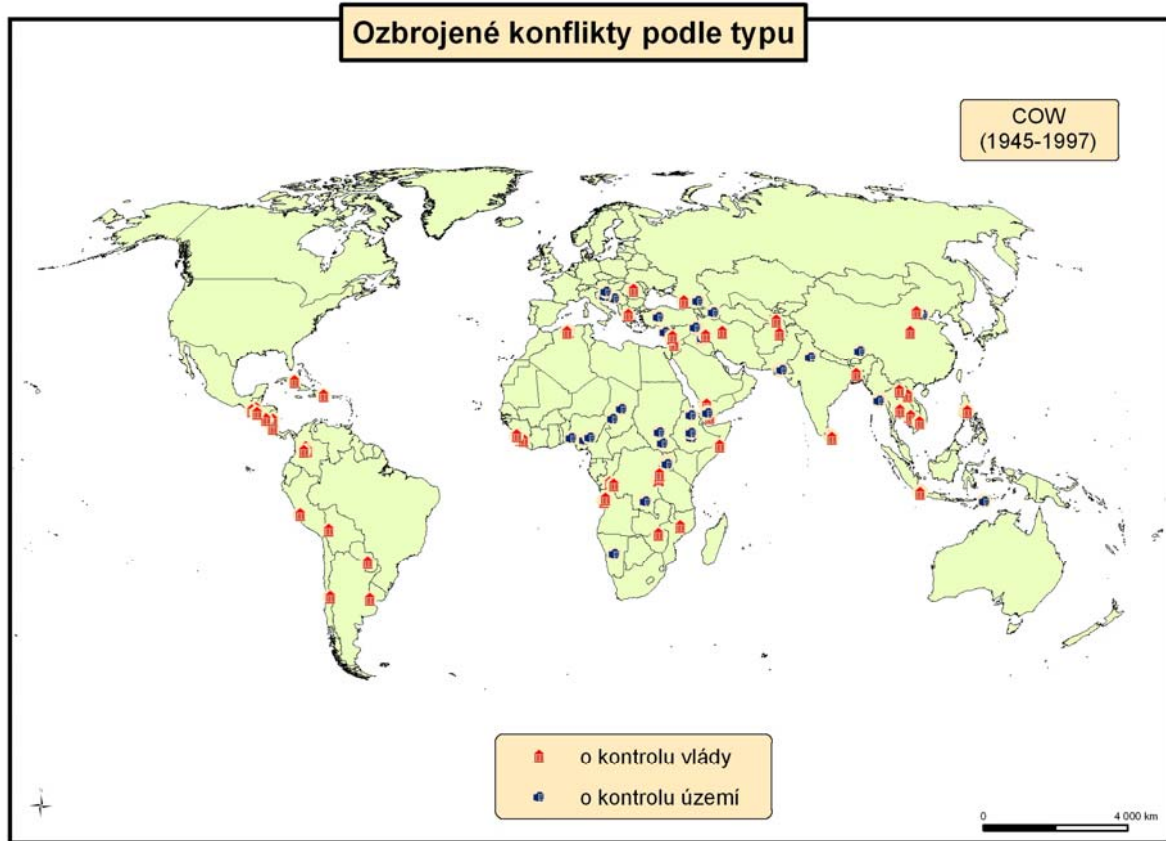 Ozbrojené konflikty podle typu
COW
(1945-1997)
o kontrolu vlády
o kontrolu území
0 4 000 km